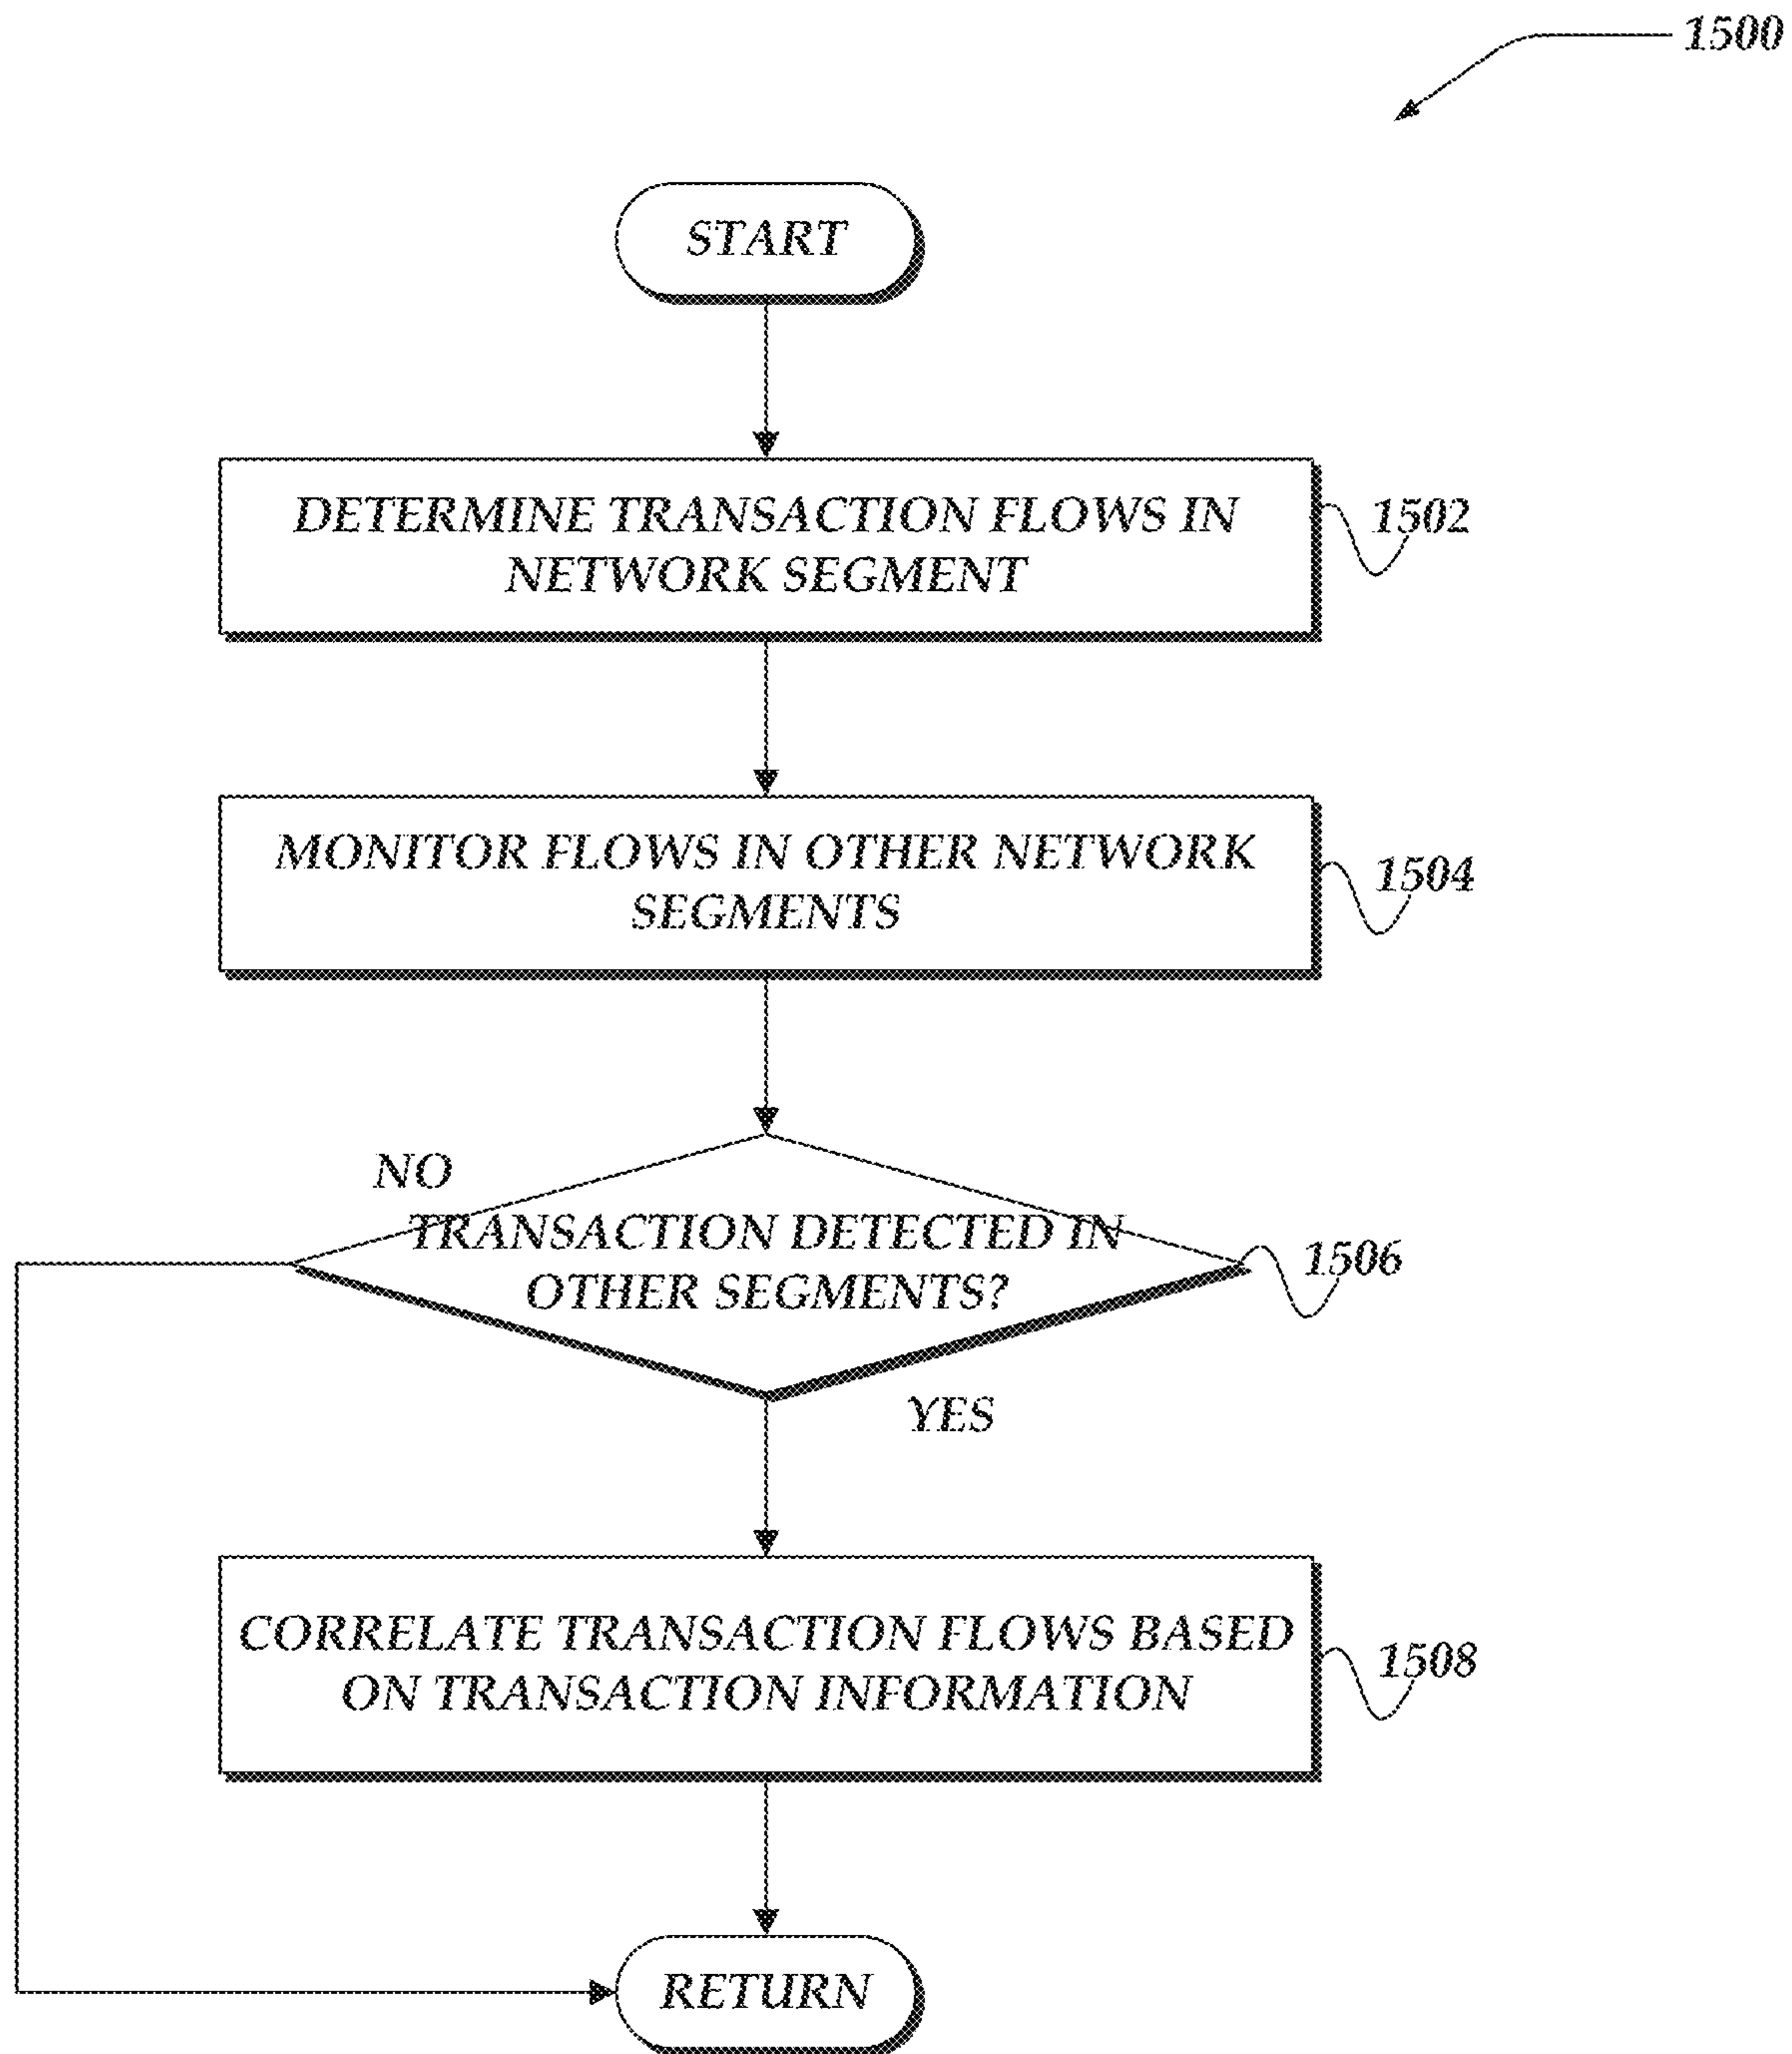 1500
START
DETERMINE TRANSACTION FLOWS IN
NETWORK SEGMENT
1502
MONITOR FLOWS IN OTHER NETWORK
SEGMENTS
1504
NO
TRANSACTION DETECTED IN
OTHER SEGMENTS?
1506
YES
CORRELATE TRANSACTION FLOWS BASED
ON TRANSACTION INFORMATION
1508
RETURN